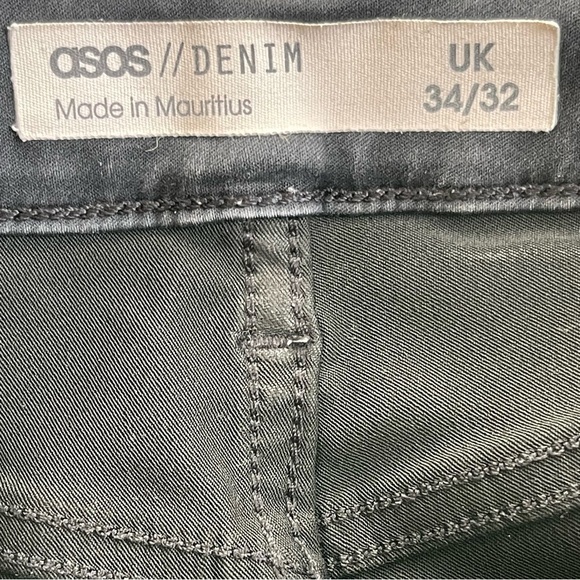 asos // DENIM
Made in Mauritius
UK
34/32